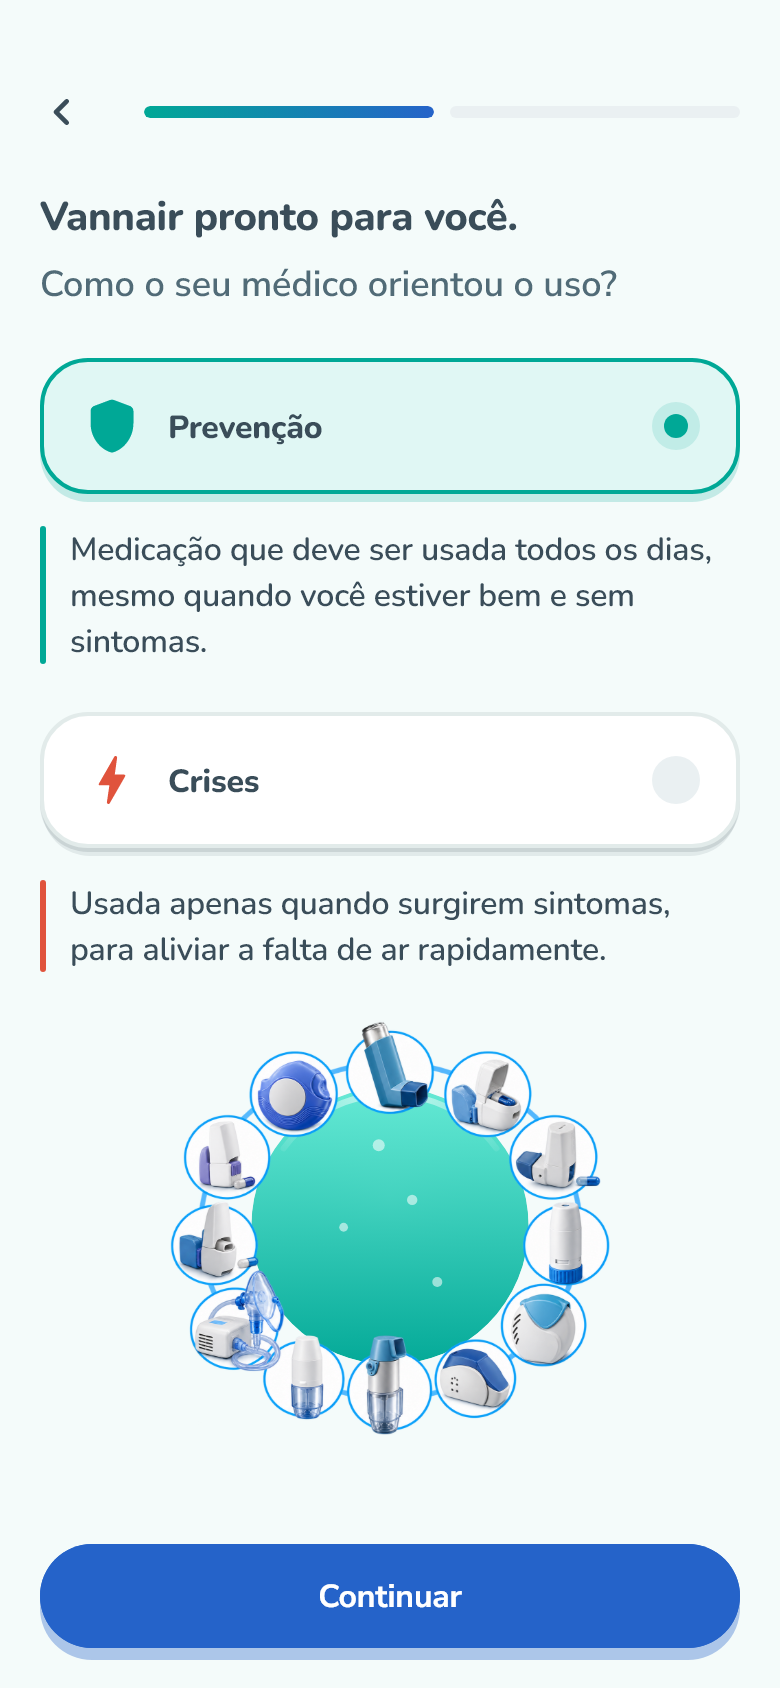 Vannair pronto para você.
Como o seu médico orientou o uso?
Prevenção
Medicação que deve ser usada todos os dias,
mesmo quando você estiver bem e sem
sintomas.
Crises
Usada apenas quando surgirem sintomas,
para aliviar a falta de ar rapidamente.
Continuar